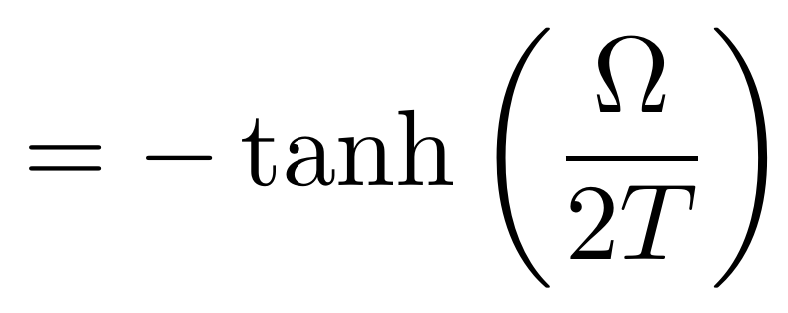 = − tanh (Ω / 2T)